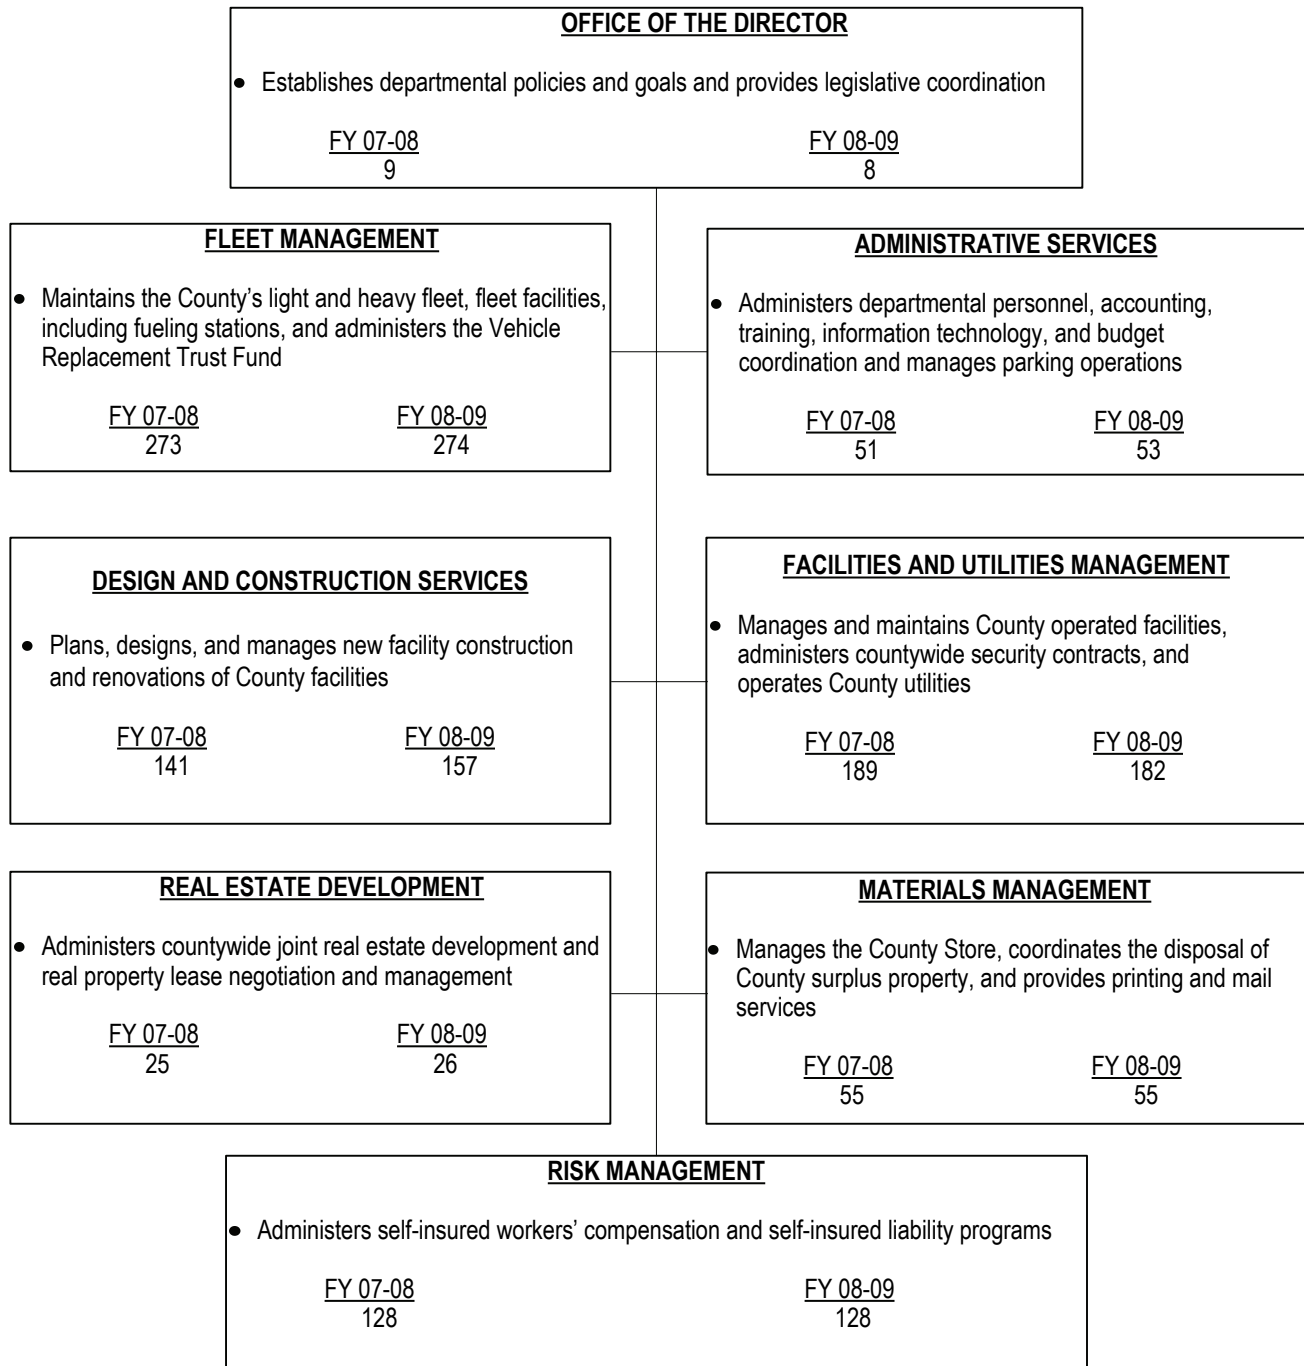 OFFICE OF THE DIRECTOR
● Establishes departmental policies and goals and provides legislative coordination
FY 07-08 FY 08-09
9 8
FLEET MANAGEMENT
● Maintains the County’s light and heavy fleet, fleet facilities,
including fueling stations, and administers the Vehicle
Replacement Trust Fund
FY 07-08 FY 08-09
273 274
ADMINISTRATIVE SERVICES
● Administers departmental personnel, accounting,
training, information technology, and budget
coordination and manages parking operations
FY 07-08 FY 08-09
51 53
DESIGN AND CONSTRUCTION SERVICES
● Plans, designs, and manages new facility construction
and renovations of County facilities
FY 07-08 FY 08-09
141 157
FACILITIES AND UTILITIES MANAGEMENT
● Manages and maintains County operated facilities,
administers countywide security contracts, and
operates County utilities
FY 07-08 FY 08-09
189 182
REAL ESTATE DEVELOPMENT
● Administers countywide joint real estate development and
real property lease negotiation and management
FY 07-08 FY 08-09
25 26
MATERIALS MANAGEMENT
● Manages the County Store, coordinates the disposal of
County surplus property, and provides printing and mail
services
FY 07-08 FY 08-09
55 55
RISK MANAGEMENT
● Administers self-insured workers’ compensation and self-insured liability programs
FY 07-08 FY 08-09
128 128